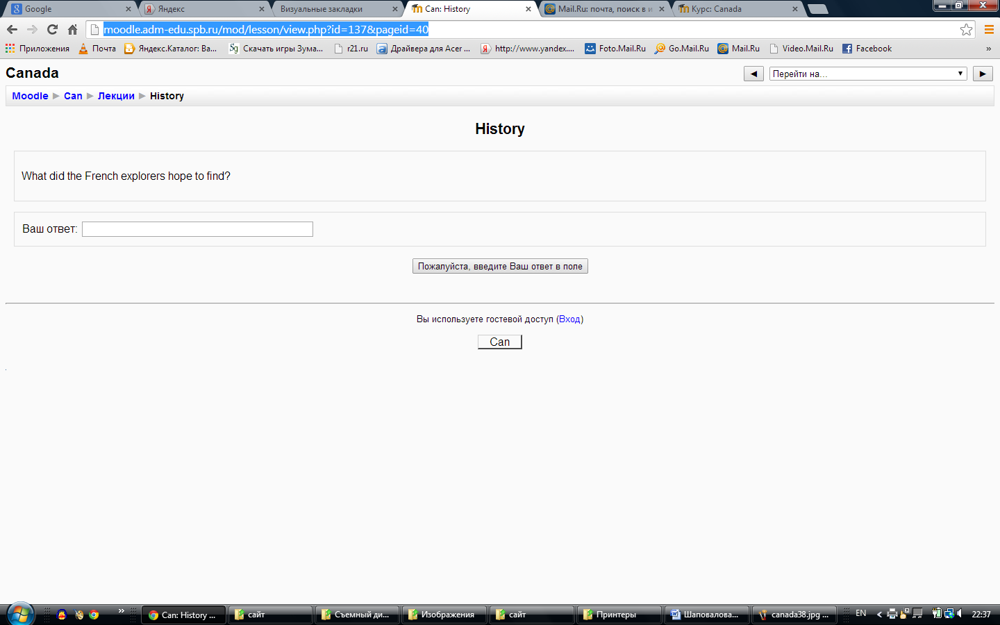 Google
Яндекс
Визуальные закладки
Can: History
Mail.Ru: почта, поиск в и
Курс: Canada
moodle.adm-edu.spb.ru/mod/lesson/view.php?id=137&pageid=40
Приложения
Почта
Яндекс.Каталог: Ва...
Скачать игры Зума...
r21.ru
Драйвера для Acer ...
http://www.yandex....
Foto.Mail.Ru
Go.Mail.Ru
Mail.Ru
Video.Mail.Ru
Facebook
»
Canada
Перейти на...
Moodle ► Can ► Лекции ► History
History
What did the French explorers hope to find?
Ваш ответ:
Пожалуйста, введите Ваш ответ в поле
Вы используете гостевой доступ (Вход)
Can
.
»
Can: History ...
сайт
Съемный ди...
Изображения
сайт
Принтеры
Шаповалова...
canada38.jpg ...
EN
22:37